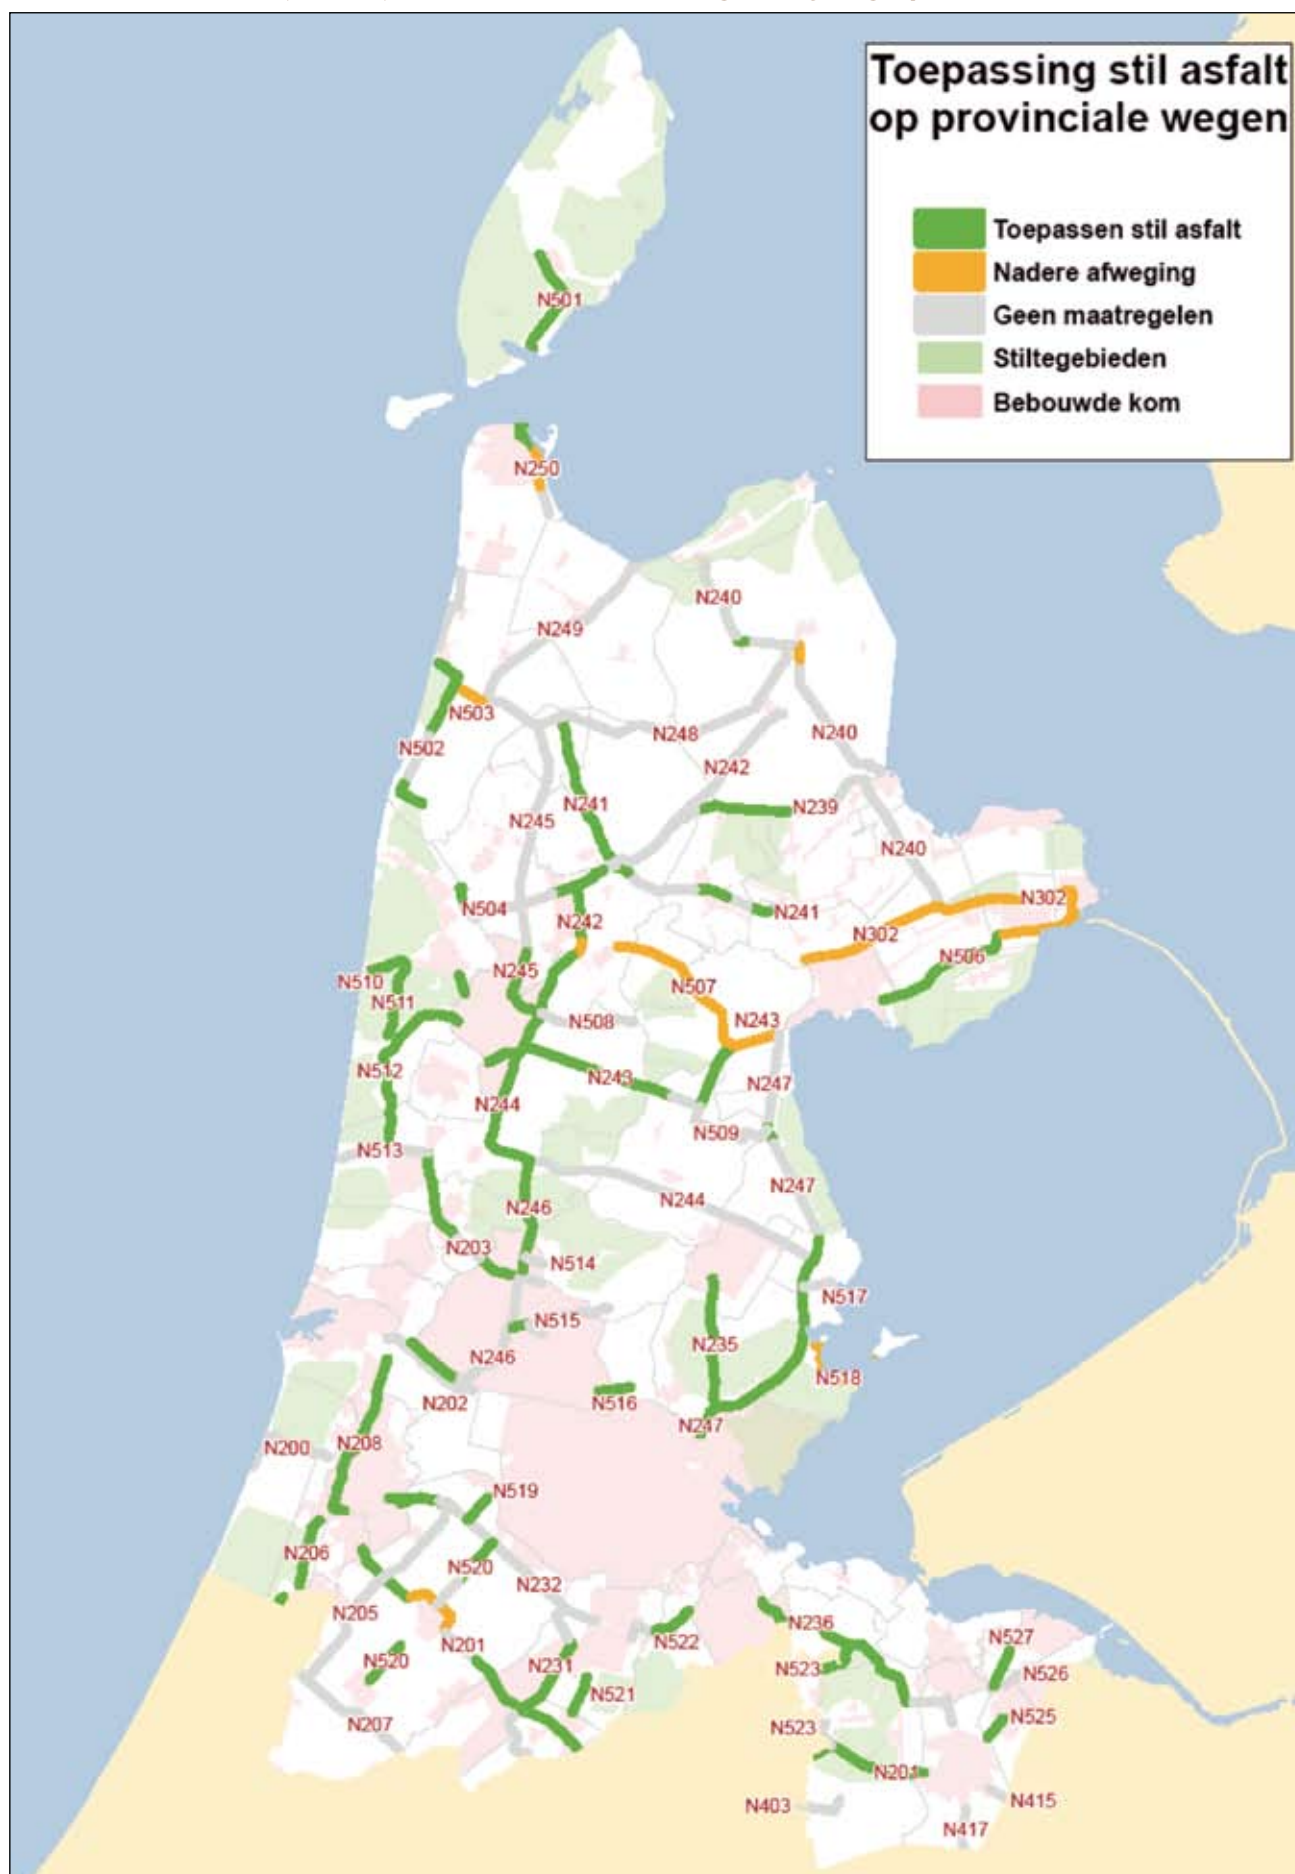 Toepassing stil asfalt
op provinciale wegen
Toepassen stil asfalt
Nadere afweging
Geen maatregelen
Stiltegebieden
Bebouwde kom
N501
N250
N240
N249
N503
N502
N248
N240
N242
N241
N239
N245
N240
N504
N241
N302
N242
N302
N506
N245
N510
N507
N511
N508
N243
N512
N243
N247
N244
N509
N513
N247
N244
N246
N203
N514
N517
N515
N235
N246
N518
N202
N516
N247
N200
N208
N519
N206
N520
N232
N205
N236
N201
N522
N527
N520
N231
N523
N526
N521
N207
N523
N525
N201
N403
N415
N417